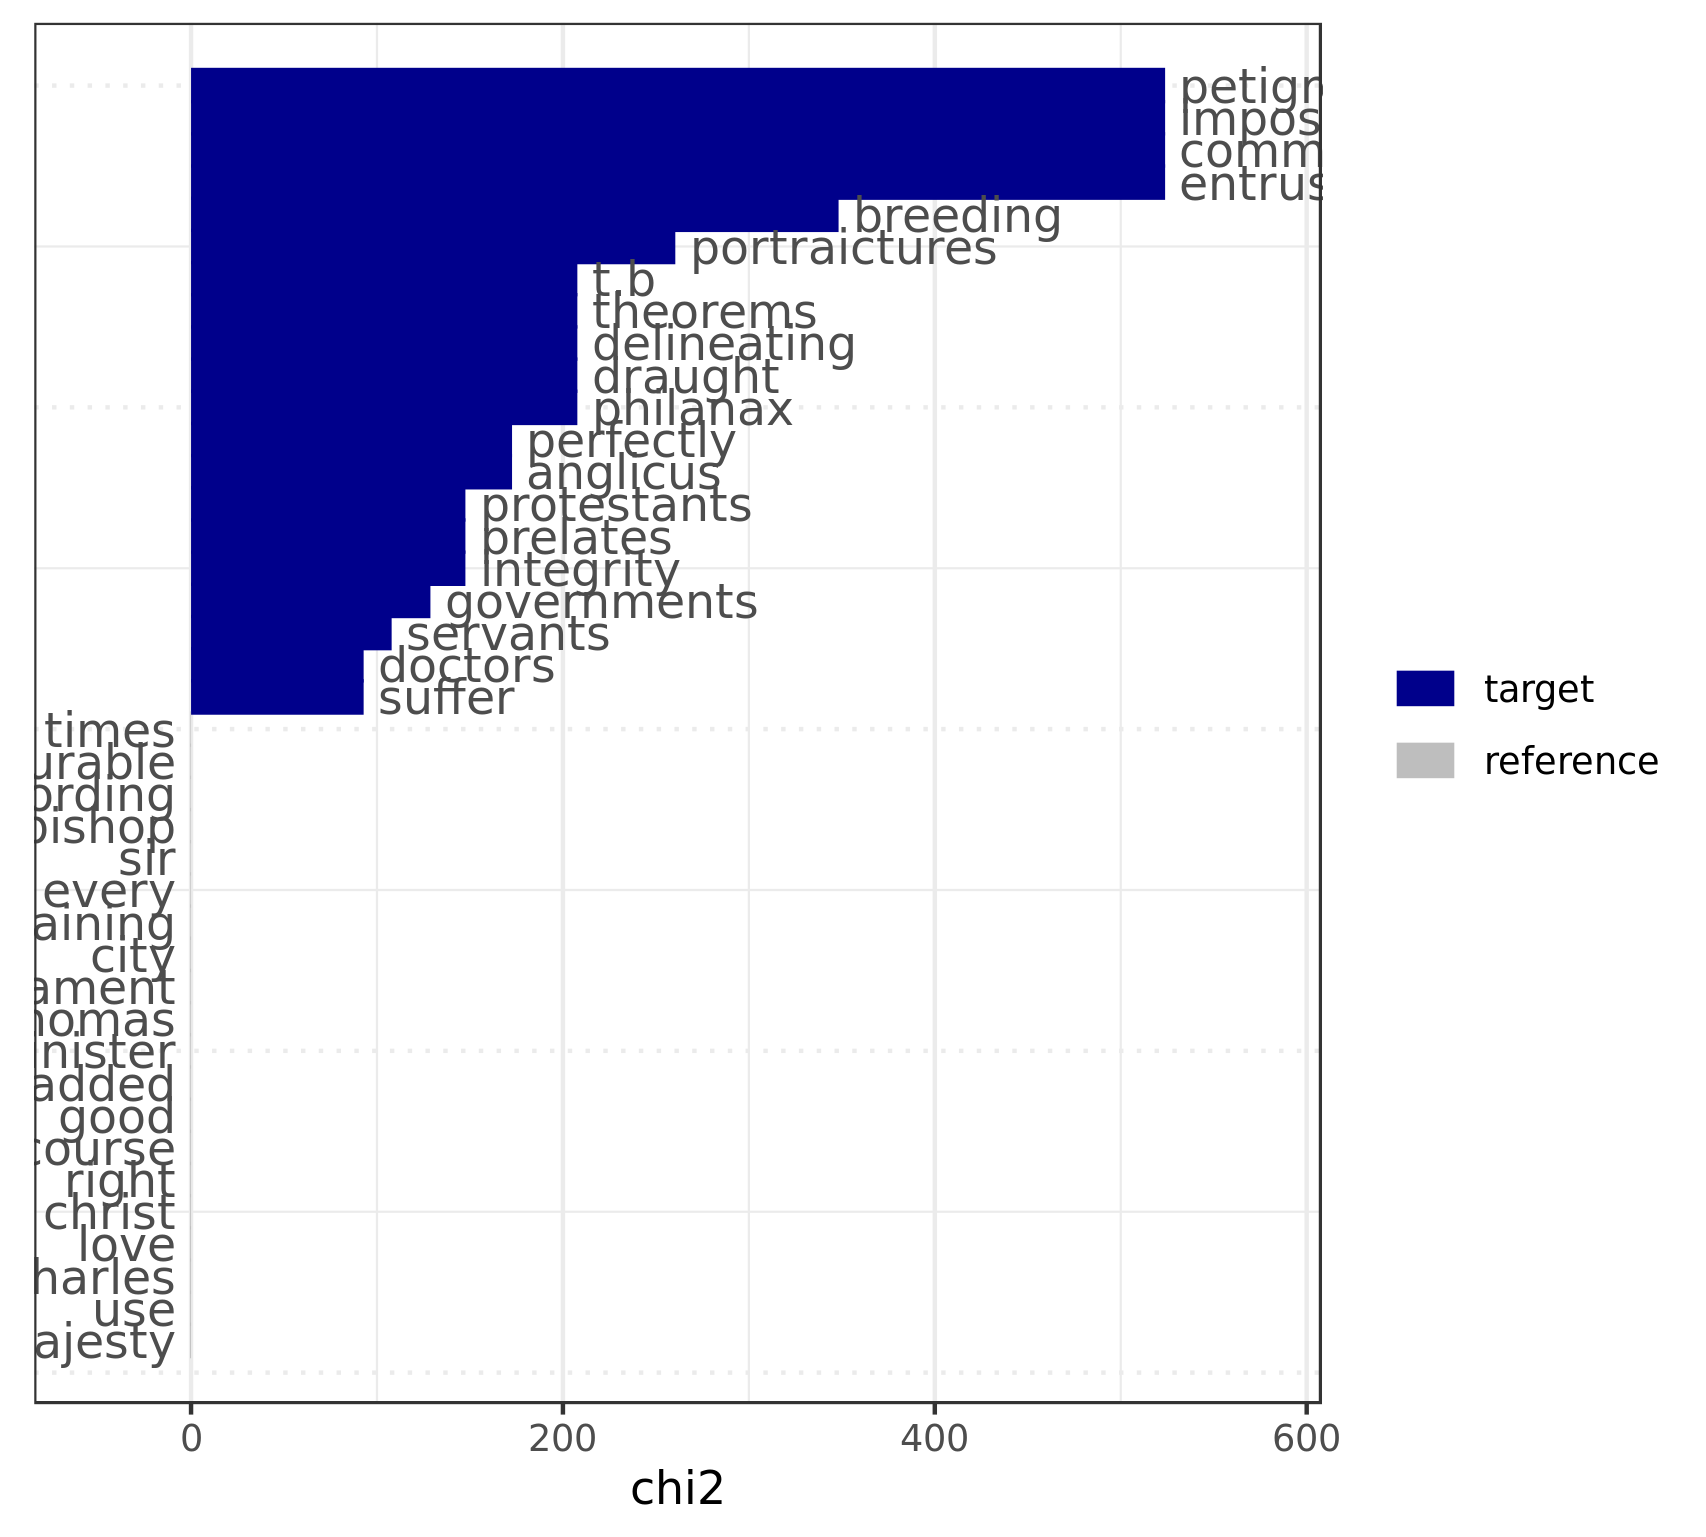 petign
impos
comm
entrus
breeding
portraictures
t.b
theorems
delineating
draught
philanax
perfectly
anglicus
protestants
prelates
integrity
governments
servants
doctors
suffer
times
urable
ording
bishop
sir
every
aining
city
ament
homas
nister
added
good
course
right
christ
love
harles
use
ajesty
target
reference
0 200 400 600
chi2